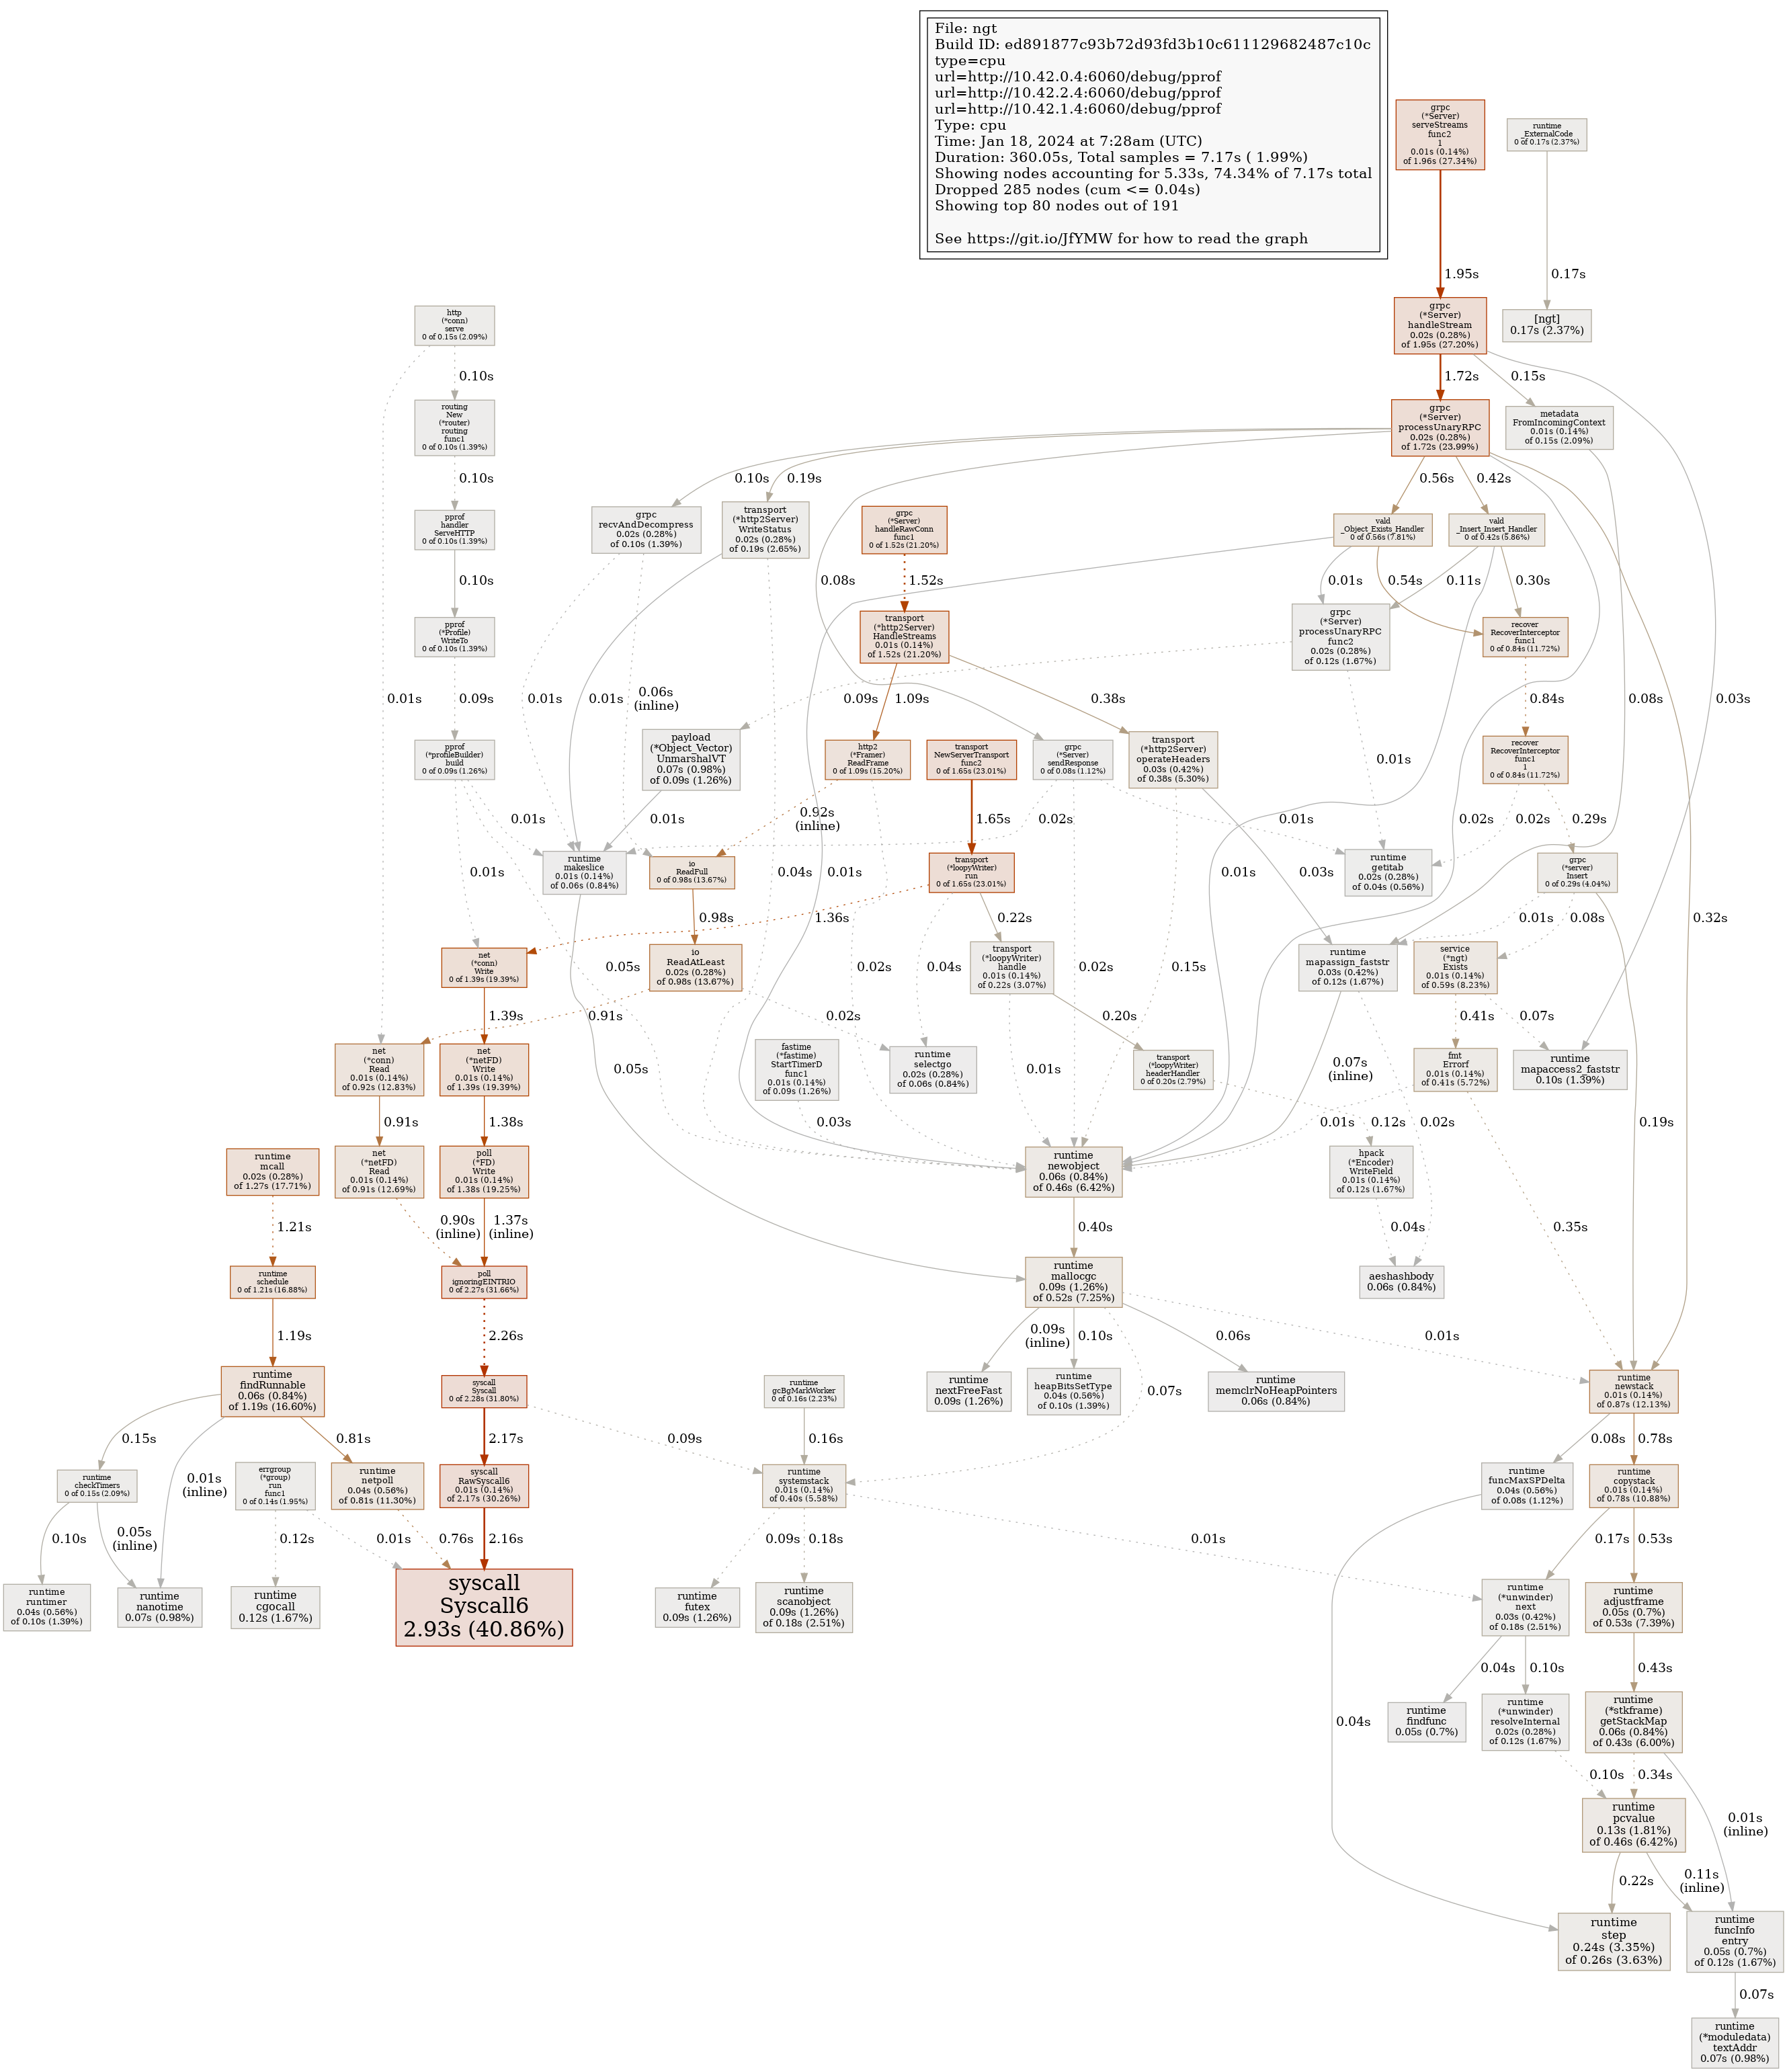 File: ngt
Build ID: ed891877c93b72d93fd3b10c611129682487c10c
type=cpu
url=http://10.42.0.4:6060/debug/pprof
url=http://10.42.2.4:6060/debug/pprof
url=http://10.42.1.4:6060/debug/pprof
Type: cpu
Time: Jan 18, 2024 at 7:28am (UTC)
Duration: 360.05s, Total samples = 7.17s ( 1.99%)
Showing nodes accounting for 5.33s, 74.34% of 7.17s total
Dropped 285 nodes (cum <= 0.04s)
Showing top 80 nodes out of 191
See https://git.io/JfYMW for how to read the graph
grpc
(*Server)
serveStreams
func2
1
0.01s (0.14%)
of 1.96s (27.34%)
runtime
_ExternalCode
0 of 0.17s (2.37%)
1.95s
0.17s
http
(*conn)
serve
0 of 0.15s (2.09%)
grpc
(*Server)
handleStream
0.02s (0.28%)
of 1.95s (27.20%)
[ngt]
0.17s (2.37%)
0.10s
1.72s
0.15s
routing
New
(*router)
routing
func1
0 of 0.10s (1.39%)
grpc
(*Server)
processUnaryRPC
0.02s (0.28%)
of 1.72s (23.99%)
metadata
FromIncomingContext
0.01s (0.14%)
of 0.15s (2.09%)
0.10s
0.10s
0.19s
0.56s
0.42s
pprof
handler
ServeHTTP
0 of 0.10s (1.39%)
grpc
recvAndDecompress
0.02s (0.28%)
of 0.10s (1.39%)
transport
(*http2Server)
WriteStatus
0.02s (0.28%)
of 0.19s (2.65%)
grpc
(*Server)
handleRawConn
func1
0 of 1.52s (21.20%)
vald
_Object_Exists_Handler
0 of 0.56s (7.81%)
vald
_Insert_Insert_Handler
0 of 0.42s (5.86%)
0.10s
1.52s
0.08s
0.01s
0.54s
0.11s
0.30s
pprof
(*Profile)
WriteTo
0 of 0.10s (1.39%)
transport
(*http2Server)
HandleStreams
0.01s (0.14%)
of 1.52s (21.20%)
grpc
(*Server)
processUnaryRPC
func2
0.02s (0.28%)
of 0.12s (1.67%)
recover
RecoverInterceptor
func1
0 of 0.84s (11.72%)
0.01s
0.09s
0.01s
0.06s
(inline)
0.01s
0.09s
1.09s
0.38s
0.84s
0.08s
0.03s
pprof
(*profileBuilder)
build
0 of 0.09s (1.26%)
payload
(*Object_Vector)
UnmarshalVT
0.07s (0.98%)
of 0.09s (1.26%)
http2
(*Framer)
ReadFrame
0 of 1.09s (15.20%)
transport
NewServerTransport
func2
0 of 1.65s (23.01%)
grpc
(*Server)
sendResponse
0 of 0.08s (1.12%)
transport
(*http2Server)
operateHeaders
0.03s (0.42%)
of 0.38s (5.30%)
0.01s
recover
RecoverInterceptor
func1
1
0 of 0.84s (11.72%)
0.01s
0.01s
0.92s
(inline)
1.65s
0.02s
0.01s
0.02s
0.02s
0.29s
runtime
makeslice
0.01s (0.14%)
of 0.06s (0.84%)
io
ReadFull
0 of 0.98s (13.67%)
transport
(*loopyWriter)
run
0 of 1.65s (23.01%)
runtime
getitab
0.02s (0.28%)
of 0.04s (0.56%)
grpc
(*server)
Insert
0 of 0.29s (4.04%)
0.01s
0.04s
0.01s
0.01s
0.03s
0.98s
1.36s
0.22s
0.01s
0.08s
0.32s
net
(*conn)
Write
0 of 1.39s (19.39%)
io
ReadAtLeast
0.02s (0.28%)
of 0.98s (13.67%)
transport
(*loopyWriter)
handle
0.01s (0.14%)
of 0.22s (3.07%)
runtime
mapassign_faststr
0.03s (0.42%)
of 0.12s (1.67%)
service
(*ngt)
Exists
0.01s (0.14%)
of 0.59s (8.23%)
0.05s
0.02s
0.04s
0.02s
0.15s
1.39s
0.91s
0.02s
0.20s
0.41s
0.07s
net
(*conn)
Read
0.01s (0.14%)
of 0.92s (12.83%)
net
(*netFD)
Write
0.01s (0.14%)
of 1.39s (19.39%)
fastime
(*fastime)
StartTimerD
func1
0.01s (0.14%)
of 0.09s (1.26%)
runtime
selectgo
0.02s (0.28%)
of 0.06s (0.84%)
transport
(*loopyWriter)
headerHandler
0 of 0.20s (2.79%)
fmt
Errorf
0.01s (0.14%)
of 0.41s (5.72%)
runtime
mapaccess2_faststr
0.10s (1.39%)
0.05s
0.01s
0.07s
(inline)
0.91s
1.38s
0.03s
0.12s
0.01s
0.02s
0.19s
runtime
mcall
0.02s (0.28%)
of 1.27s (17.71%)
net
(*netFD)
Read
0.01s (0.14%)
of 0.91s (12.69%)
poll
(*FD)
Write
0.01s (0.14%)
of 1.38s (19.25%)
runtime
newobject
0.06s (0.84%)
of 0.46s (6.42%)
hpack
(*Encoder)
WriteField
0.01s (0.14%)
of 0.12s (1.67%)
1.21s
0.90s
(inline)
1.37s
(inline)
0.40s
0.04s
0.35s
runtime
schedule
0 of 1.21s (16.88%)
poll
ignoringEINTRIO
0 of 2.27s (31.66%)
runtime
mallocgc
0.09s (1.26%)
of 0.52s (7.25%)
aeshashbody
0.06s (0.84%)
1.19s
2.26s
0.09s
(inline)
0.10s
0.06s
0.01s
0.07s
runtime
findRunnable
0.06s (0.84%)
of 1.19s (16.60%)
syscall
Syscall
0 of 2.28s (31.80%)
runtime
gcBgMarkWorker
0 of 0.16s (2.23%)
runtime
nextFreeFast
0.09s (1.26%)
runtime
heapBitsSetType
0.04s (0.56%)
of 0.10s (1.39%)
runtime
memclrNoHeapPointers
0.06s (0.84%)
runtime
newstack
0.01s (0.14%)
of 0.87s (12.13%)
0.15s
0.01s
(inline)
0.81s
2.17s
0.09s
0.16s
0.08s
0.78s
runtime
checkTimers
0 of 0.15s (2.09%)
errgroup
(*group)
run
func1
0 of 0.14s (1.95%)
runtime
netpoll
0.04s (0.56%)
of 0.81s (11.30%)
syscall
RawSyscall6
0.01s (0.14%)
of 2.17s (30.26%)
runtime
systemstack
0.01s (0.14%)
of 0.40s (5.58%)
runtime
funcMaxSPDelta
0.04s (0.56%)
of 0.08s (1.12%)
runtime
copystack
0.01s (0.14%)
of 0.78s (10.88%)
0.10s
0.05s
(inline)
0.12s
0.01s
0.76s
2.16s
0.09s
0.18s
0.01s
0.17s
0.53s
runtime
runtimer
0.04s (0.56%)
of 0.10s (1.39%)
runtime
nanotime
0.07s (0.98%)
runtime
cgocall
0.12s (1.67%)
syscall
Syscall6
2.93s (40.86%)
runtime
futex
0.09s (1.26%)
runtime
scanobject
0.09s (1.26%)
of 0.18s (2.51%)
runtime
(*unwinder)
next
0.03s (0.42%)
of 0.18s (2.51%)
runtime
adjustframe
0.05s (0.7%)
of 0.53s (7.39%)
0.04s
0.04s
0.10s
0.43s
runtime
findfunc
0.05s (0.7%)
runtime
(*unwinder)
resolveInternal
0.02s (0.28%)
of 0.12s (1.67%)
runtime
(*stkframe)
getStackMap
0.06s (0.84%)
of 0.43s (6.00%)
0.10s
0.34s
0.01s
(inline)
runtime
pcvalue
0.13s (1.81%)
of 0.46s (6.42%)
0.22s
0.11s
(inline)
runtime
step
0.24s (3.35%)
of 0.26s (3.63%)
runtime
funcInfo
entry
0.05s (0.7%)
of 0.12s (1.67%)
0.07s
runtime
(*moduledata)
textAddr
0.07s (0.98%)